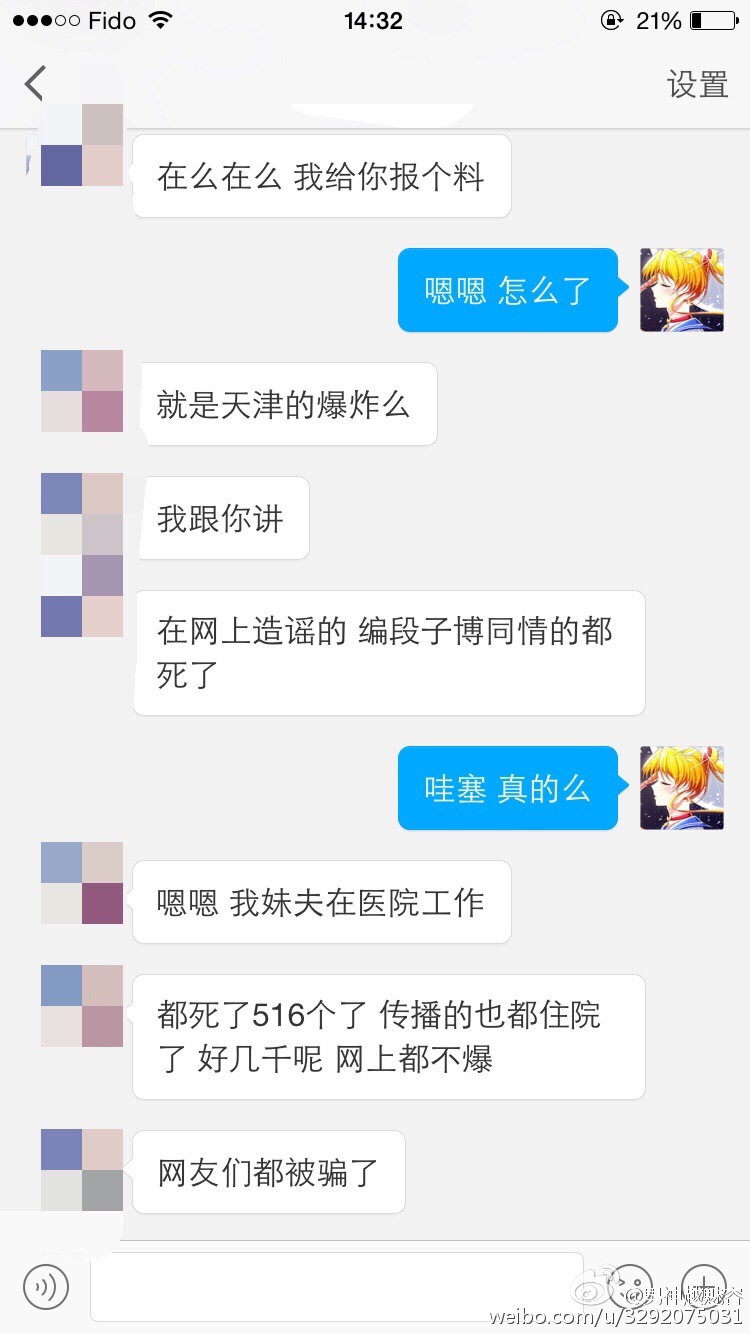 Fido
14:32
21%
设置
在么在么 我给你报个料
嗯嗯 怎么了
就是天津的爆炸么
我跟你讲
在网上造谣的 编段子博同情的都
死了
哇塞 真的么
嗯嗯 我妹夫在医院工作
都死了516个了 传播的也都住院
了 好几千呢 网上都不爆
网友们都被骗了
weibo.com/u/3292075031